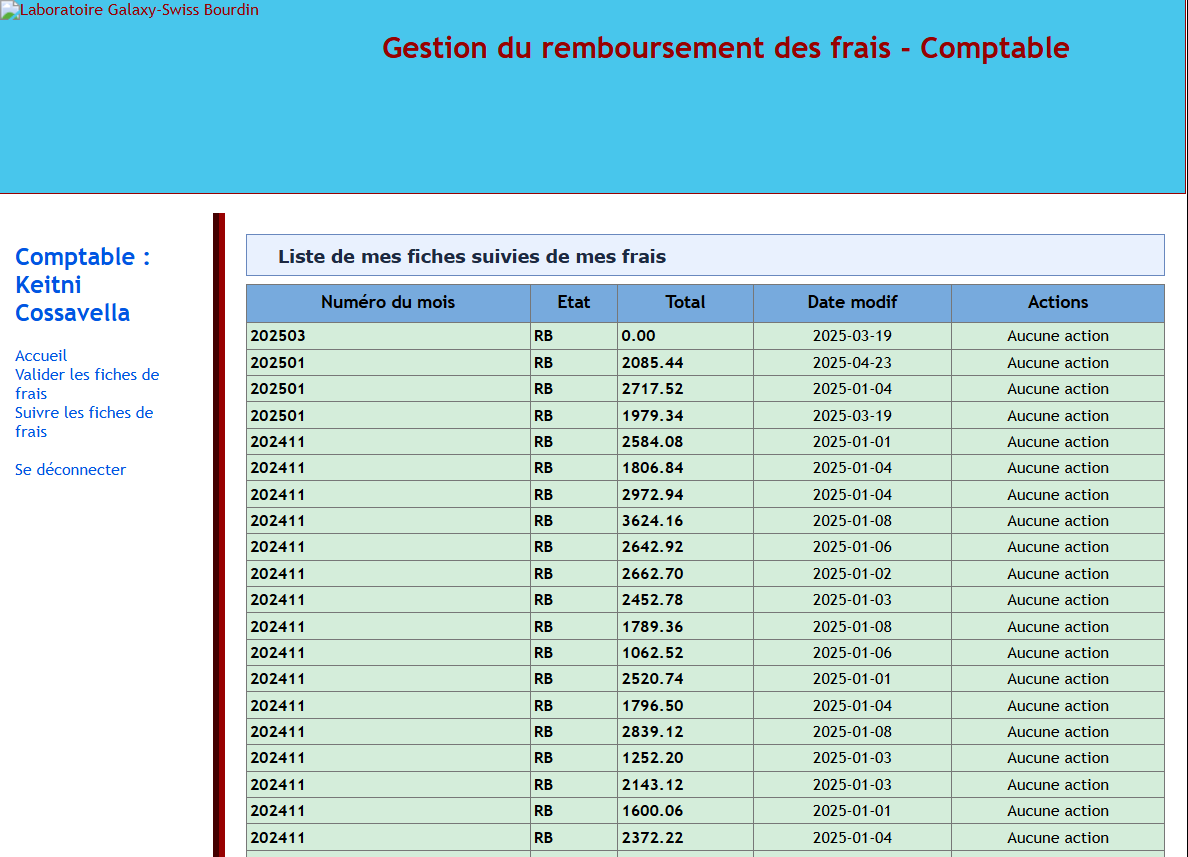 Laboratoire Galaxy-Swiss Bourdin
Gestion du remboursement des frais - Comptable
Comptable :
Keitni
Cossavella
Accueil
Valider les fiches de
frais
Suivre les fiches de
frais
Se déconnecter
Liste de mes fiches suivies de mes frais
Numéro du mois Etat Total Date modif Actions
202503 RB 0.00 2025-03-19 Aucune action
202501 RB 2085.44 2025-04-23 Aucune action
202501 RB 2717.52 2025-01-04 Aucune action
202501 RB 1979.34 2025-03-19 Aucune action
202411 RB 2584.08 2025-01-01 Aucune action
202411 RB 1806.84 2025-01-04 Aucune action
202411 RB 2972.94 2025-01-04 Aucune action
202411 RB 3624.16 2025-01-08 Aucune action
202411 RB 2642.92 2025-01-06 Aucune action
202411 RB 2662.70 2025-01-02 Aucune action
202411 RB 2452.78 2025-01-03 Aucune action
202411 RB 1789.36 2025-01-08 Aucune action
202411 RB 1062.52 2025-01-06 Aucune action
202411 RB 2520.74 2025-01-01 Aucune action
202411 RB 1796.50 2025-01-04 Aucune action
202411 RB 2839.12 2025-01-08 Aucune action
202411 RB 1252.20 2025-01-03 Aucune action
202411 RB 2143.12 2025-01-03 Aucune action
202411 RB 1600.06 2025-01-01 Aucune action
202411 RB 2372.22 2025-01-04 Aucune action